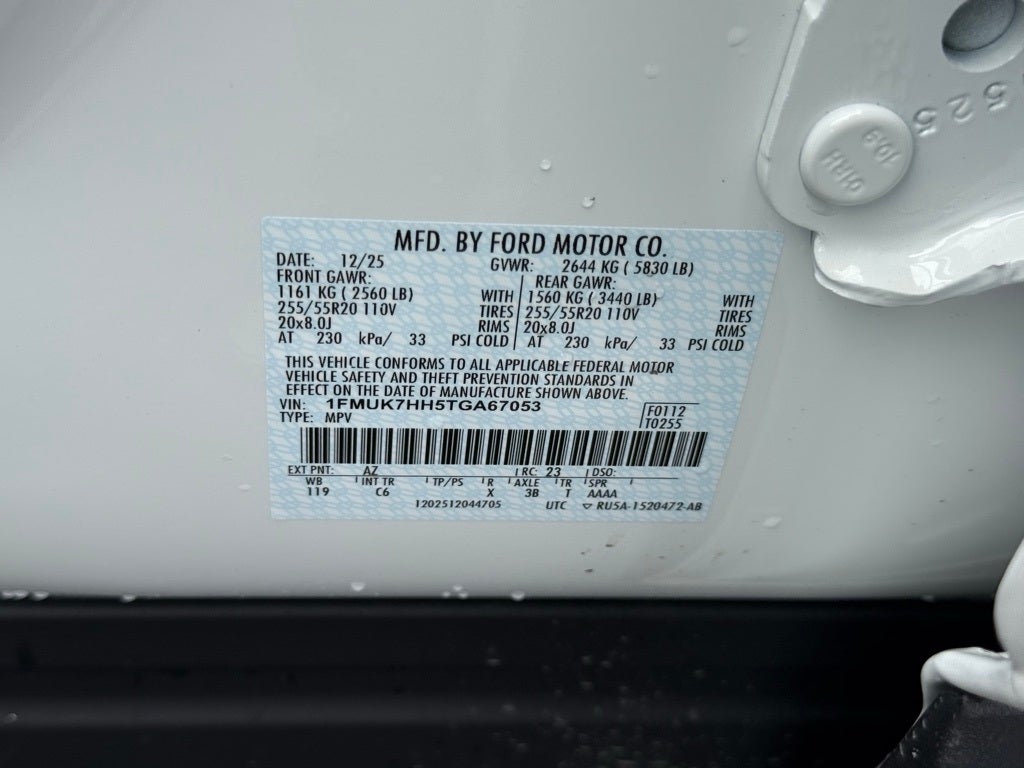 525
CHRH
10.9
MFD. BY FORD MOTOR CO.
DATE: 12/25 GVWR: 2644 KG ( 5830 LB)
FRONT GAWR: REAR GAWR:
1161 KG ( 2560 LB) WITH 1560 KG ( 3440 LB) WITH
255/55R20 110V TIRES 255/55R20 110V TIRES
20x8.0J RIMS 20x8.0J RIMS
AT 230 kPa/ 33 PSI COLD AT 230 kPa/ 33 PSI COLD
THIS VEHICLE CONFORMS TO ALL APPLICABLE FEDERAL MOTOR
VEHICLE SAFETY AND THEFT PREVENTION STANDARDS IN
EFFECT ON THE DATE OF MANUFACTURE SHOWN ABOVE.
VIN: 1FMUK7HH5TGA67053 F0112
TYPE: MPV T0255
EXT PNT: AZ RC: 23 DSO:
WB INT TR TP/PS R AXLE TR SPR
119 C6 X 3B T AAAA
1202512044705 UTC ▽ RU5A-1520472-AB